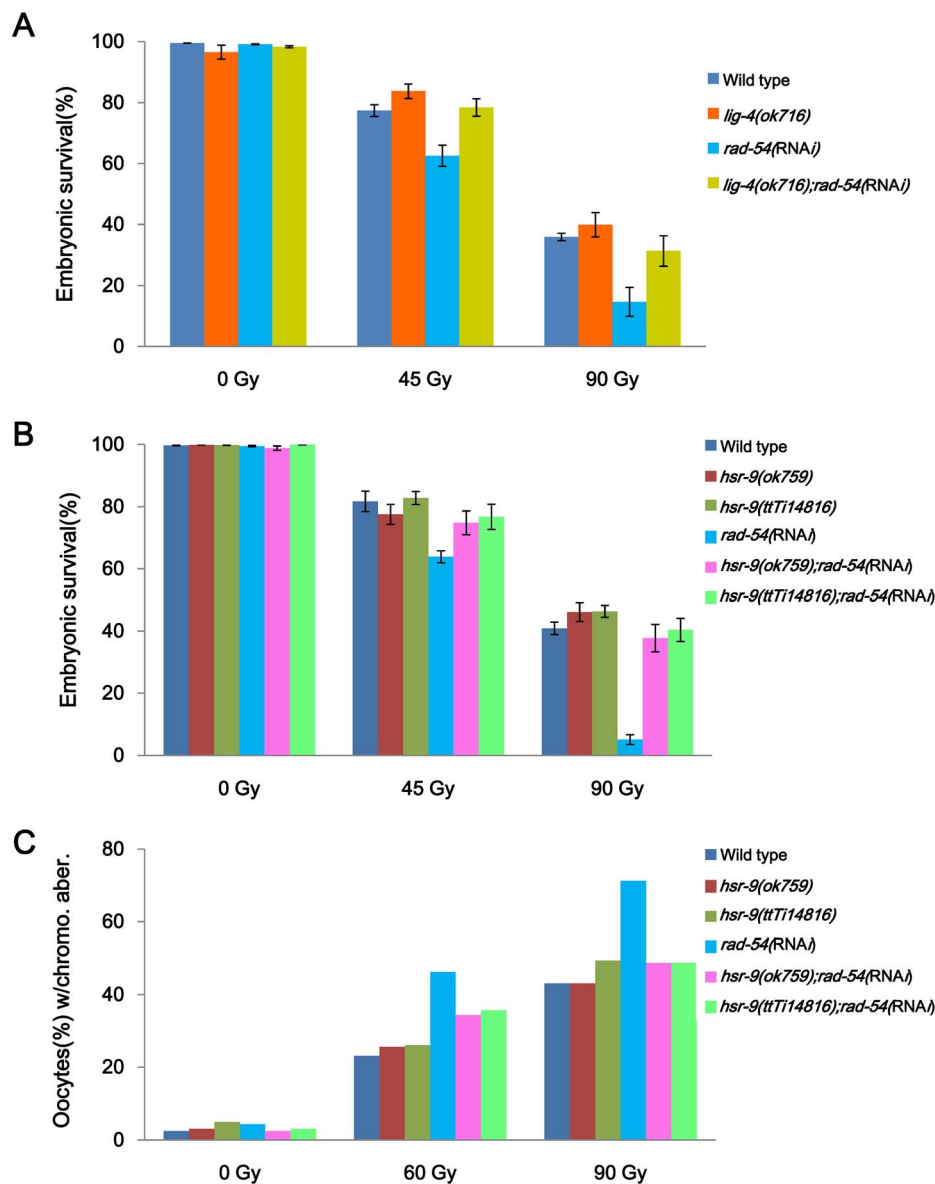 A
Embryonic survival(%)
100
80
60
40
20
0
0 Gy
45 Gy
90 Gy
Wild type
lig-4(ok716)
rad-54(RNAi)
lig-4(ok716);rad-54(RNAi)
B
Embryonic survival(%)
100
80
60
40
20
0
0 Gy
45 Gy
90 Gy
Wild type
hsr-9(ok759)
hsr-9(ttTi14816)
rad-54(RNAi)
hsr-9(ok759);rad-54(RNAi)
hsr-9(ttTi14816);rad-54(RNAi)
C
Oocytes(%) w/chromo. aber.
80
60
40
20
0
0 Gy
60 Gy
90 Gy
Wild type
hsr-9(ok759)
hsr-9(ttTi14816)
rad-54(RNAi)
hsr-9(ok759);rad-54(RNAi)
hsr-9(ttTi14816);rad-54(RNAi)